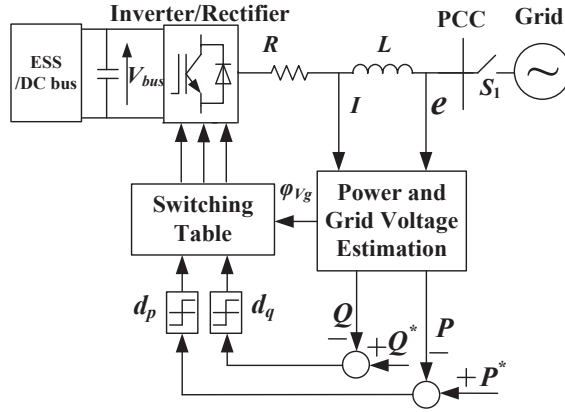 Inverter/Rectifier
PCC
Grid
ESS
/DC bus
V_bus
R
L
S_1
I
e
φ_Vg
Switching
Table
Power and
Grid Voltage
Estimation
d_p
d_q
Q
P
− + Q*
− + P*